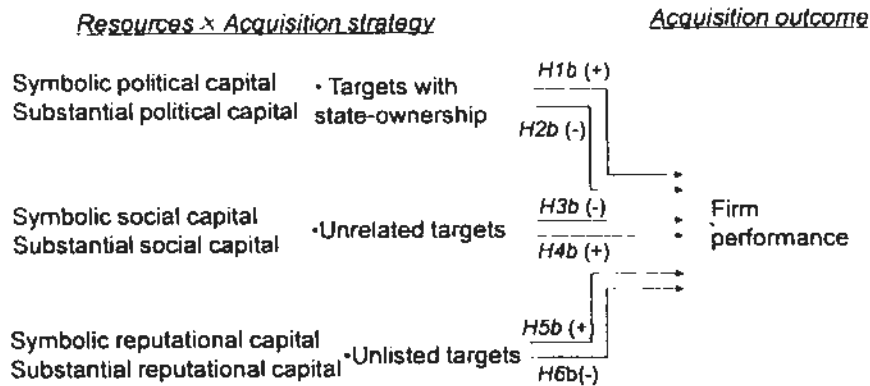 Resources × Acquisition strategy
Acquisition outcome
Symbolic political capital
Substantial political capital
• Targets with
state-ownership
H1b (+)
H2b (-)
Symbolic social capital
Substantial social capital
•Unrelated targets
H3b (-)
H4b (+)
Firm
performance
Symbolic reputational capital
Substantial reputational capital
•Unlisted targets
H5b (+)
H6b(-)